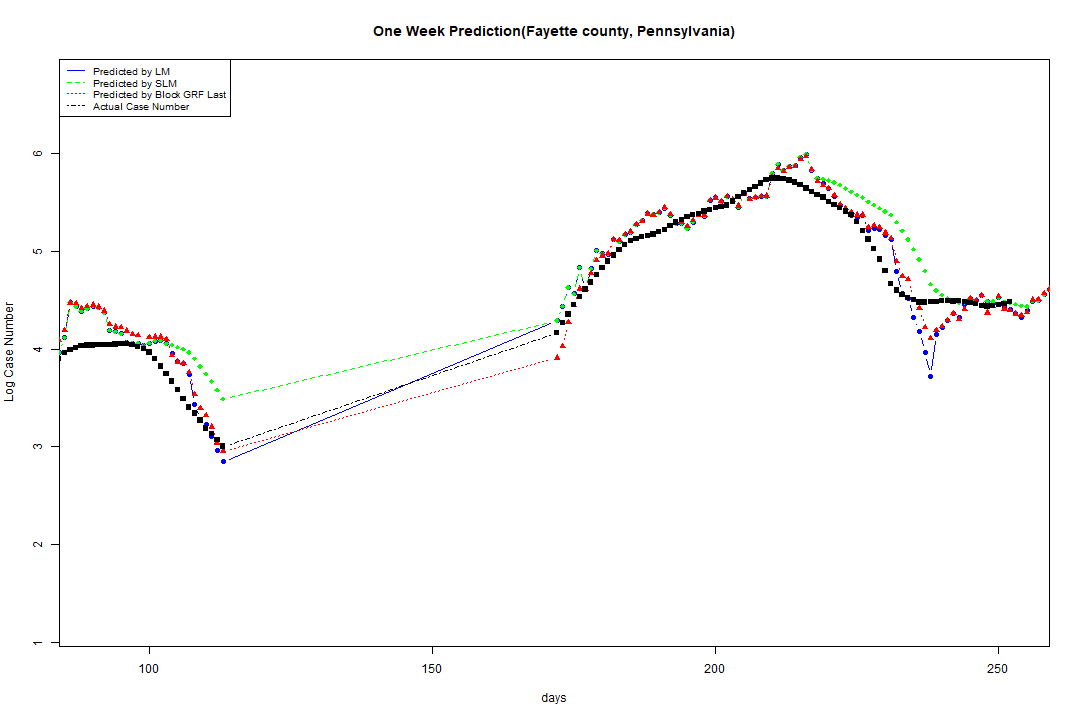 One Week Prediction(Fayette county, Pennsylvania)
Predicted by LM
Predicted by SLM
Predicted by Block GRF Last
Actual Case Number
6
5
4
3
2
1
Log Case Number
100
150
200
250
days